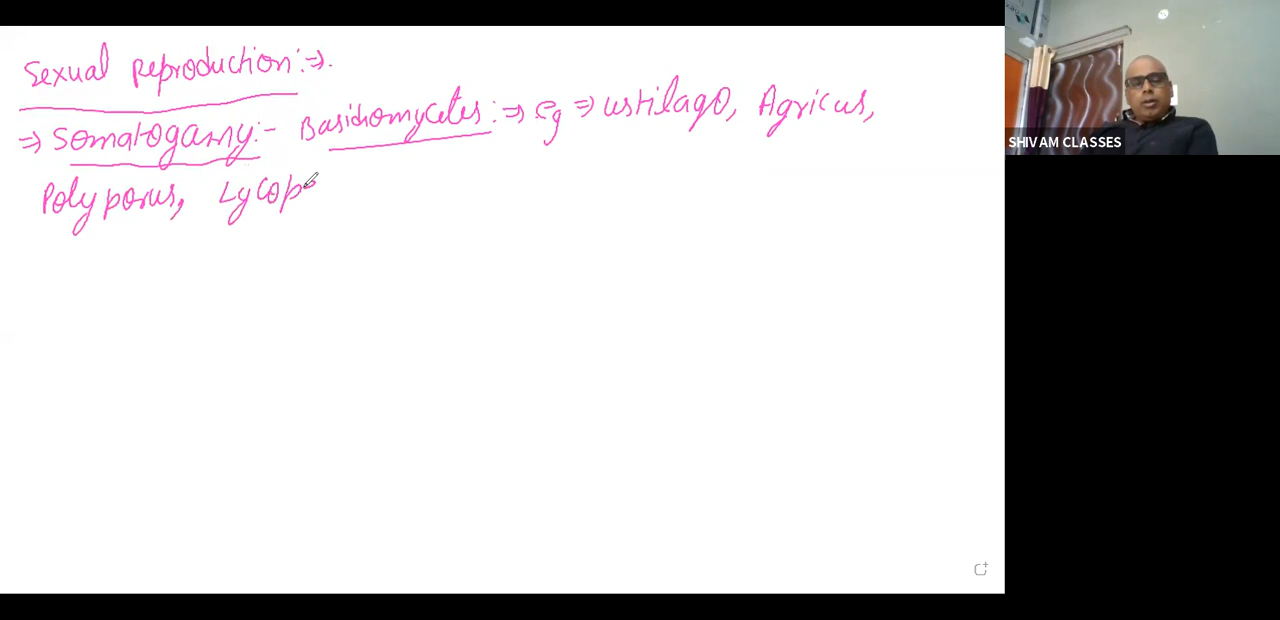 Sexual Reproduction :⇒.
⇒ Somatogamy :- Basidiomycetes :⇒ eg ⇒ ustilago, Agricus,
Polyporus, Lycop
SHIVAM CLASSES